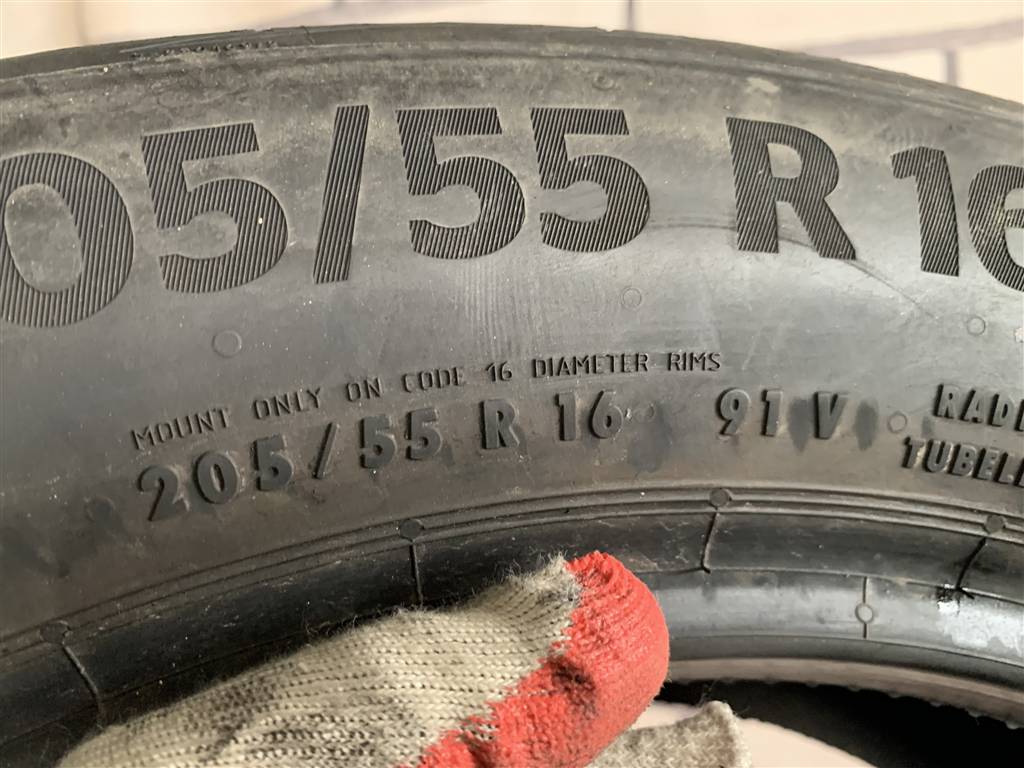 05/55 R 16
MOUNT ONLY ON CODE 16 DIAMETER RIMS
205/55 R 16 91 V